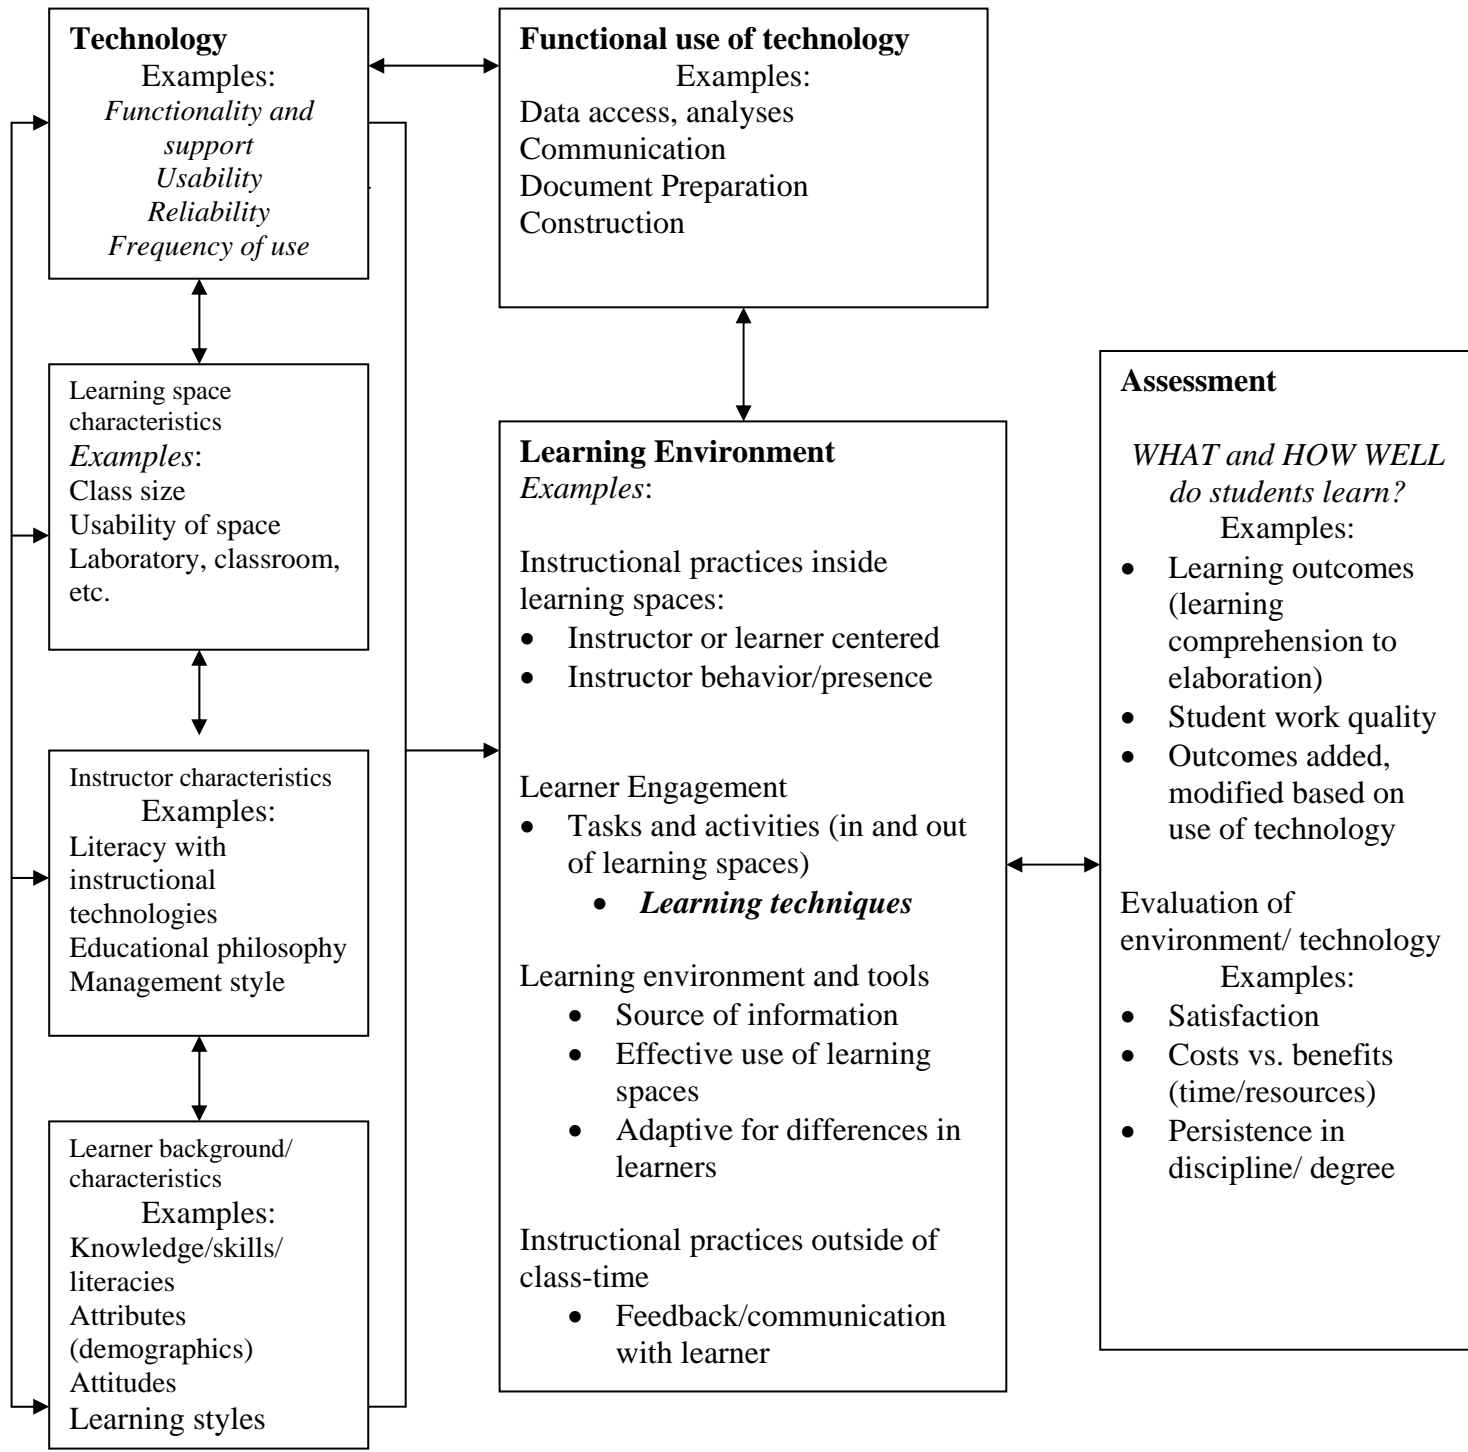 Technology
Examples:
Functionality and
support
Usability
Reliability
Frequency of use
Functional use of technology
Examples:
Data access, analyses
Communication
Document Preparation
Construction
Learning space
characteristics
Examples:
Class size
Usability of space
Laboratory, classroom,
etc.
Instructor characteristics
Examples:
Literacy with
instructional
technologies
Educational philosophy
Management style
Learner background/
characteristics
Examples:
Knowledge/skills/
literacies
Attributes
(demographics)
Attitudes
Learning styles
Learning Environment
Examples:
Instructional practices inside
learning spaces:
• Instructor or learner centered
• Instructor behavior/presence
Learner Engagement
• Tasks and activities (in and out
of learning spaces)
• Learning techniques
Learning environment and tools
• Source of information
• Effective use of learning
spaces
• Adaptive for differences in
learners
Instructional practices outside of
class-time
• Feedback/communication
with learner
Assessment
WHAT and HOW WELL
do students learn?
Examples:
• Learning outcomes
(learning
comprehension to
elaboration)
• Student work quality
• Outcomes added,
modified based on
use of technology
Evaluation of
environment/ technology
Examples:
• Satisfaction
• Costs vs. benefits
(time/resources)
• Persistence in
discipline/ degree